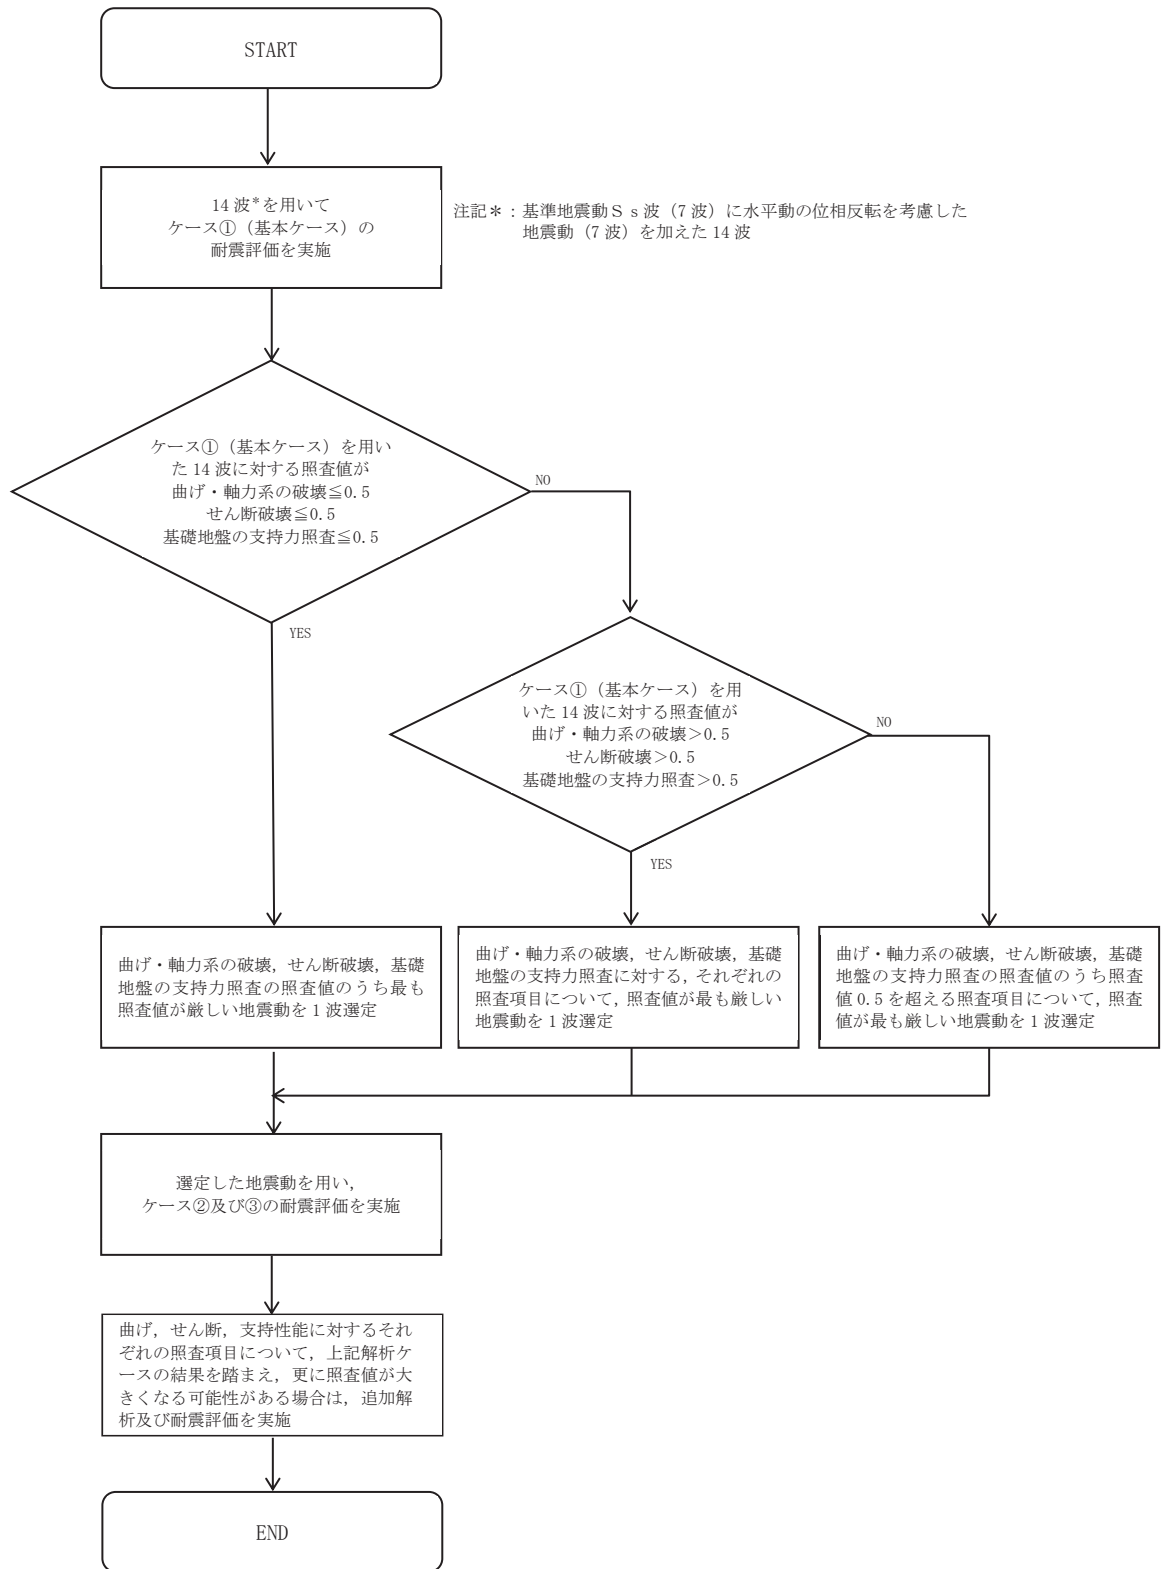 START
14 波*を用いて
ケース①（基本ケース）の
耐震評価を実施
注記＊：基準地震動Ｓｓ波（7 波）に水平動の位相反転を考慮した
地震動（7 波）を加えた 14 波
ケース①（基本ケース）を用い
た 14 波に対する照査値が
曲げ・軸力系の破壊≦0.5
せん断破壊≦0.5
基礎地盤の支持力照査≦0.5
NO
YES
ケース①（基本ケース）を用
いた 14 波に対する照査値が
曲げ・軸力系の破壊＞0.5
せん断破壊＞0.5
基礎地盤の支持力照査＞0.5
NO
YES
曲げ・軸力系の破壊，せん断破壊，基礎
地盤の支持力照査の照査値のうち最も
照査値が厳しい地震動を 1 波選定
曲げ・軸力系の破壊，せん断破壊，基礎
地盤の支持力照査に対する，それぞれの
照査項目について，照査値が最も厳しい
地震動を 1 波選定
曲げ・軸力系の破壊，せん断破壊，基礎
地盤の支持力照査の照査値のうち照査
値 0.5 を超える照査項目について，照査
値が最も厳しい地震動を 1 波選定
選定した地震動を用い，
ケース②及び③の耐震評価を実施
曲げ，せん断，支持性能に対するそれ
ぞれの照査項目について，上記解析ケ
ースの結果を踏まえ，更に照査値が大
きくなる可能性がある場合は，追加解
析及び耐震評価を実施
END